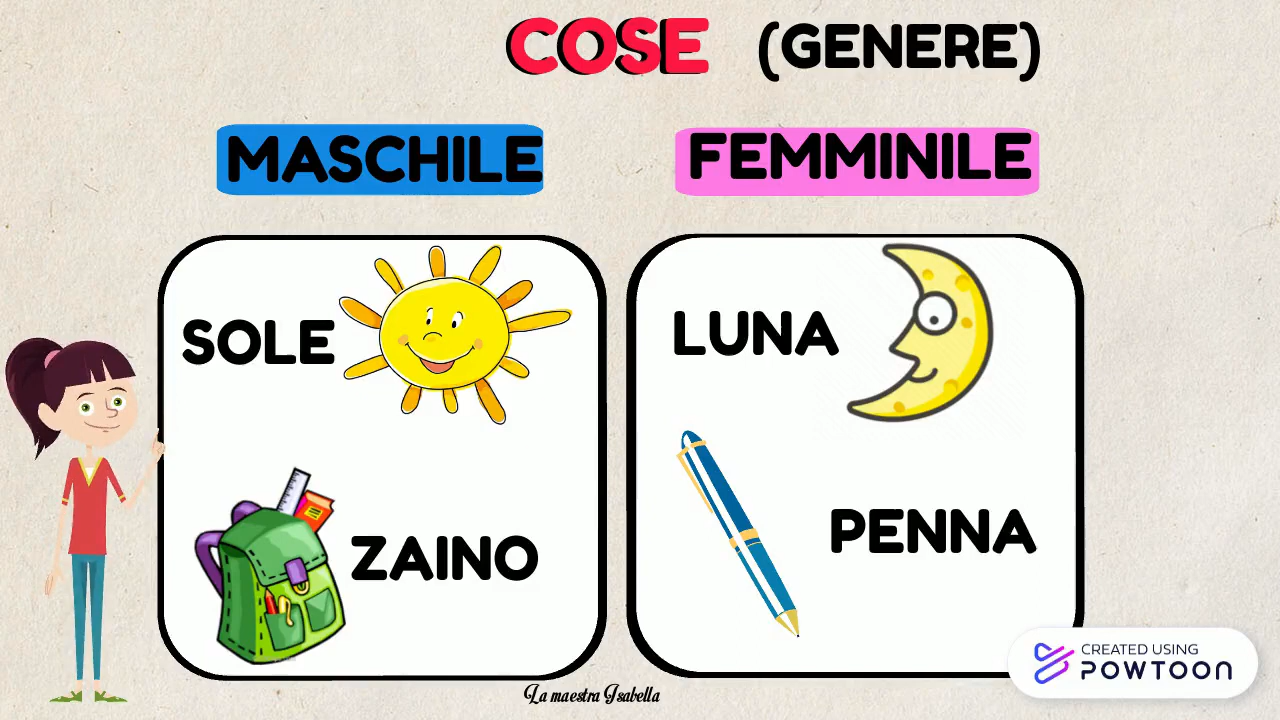 COSE (GENERE)
MASCHILE
FEMMINILE
SOLE
ZAINO
LUNA
PENNA
La maestra Isabella
CREATED USING
POWTOON